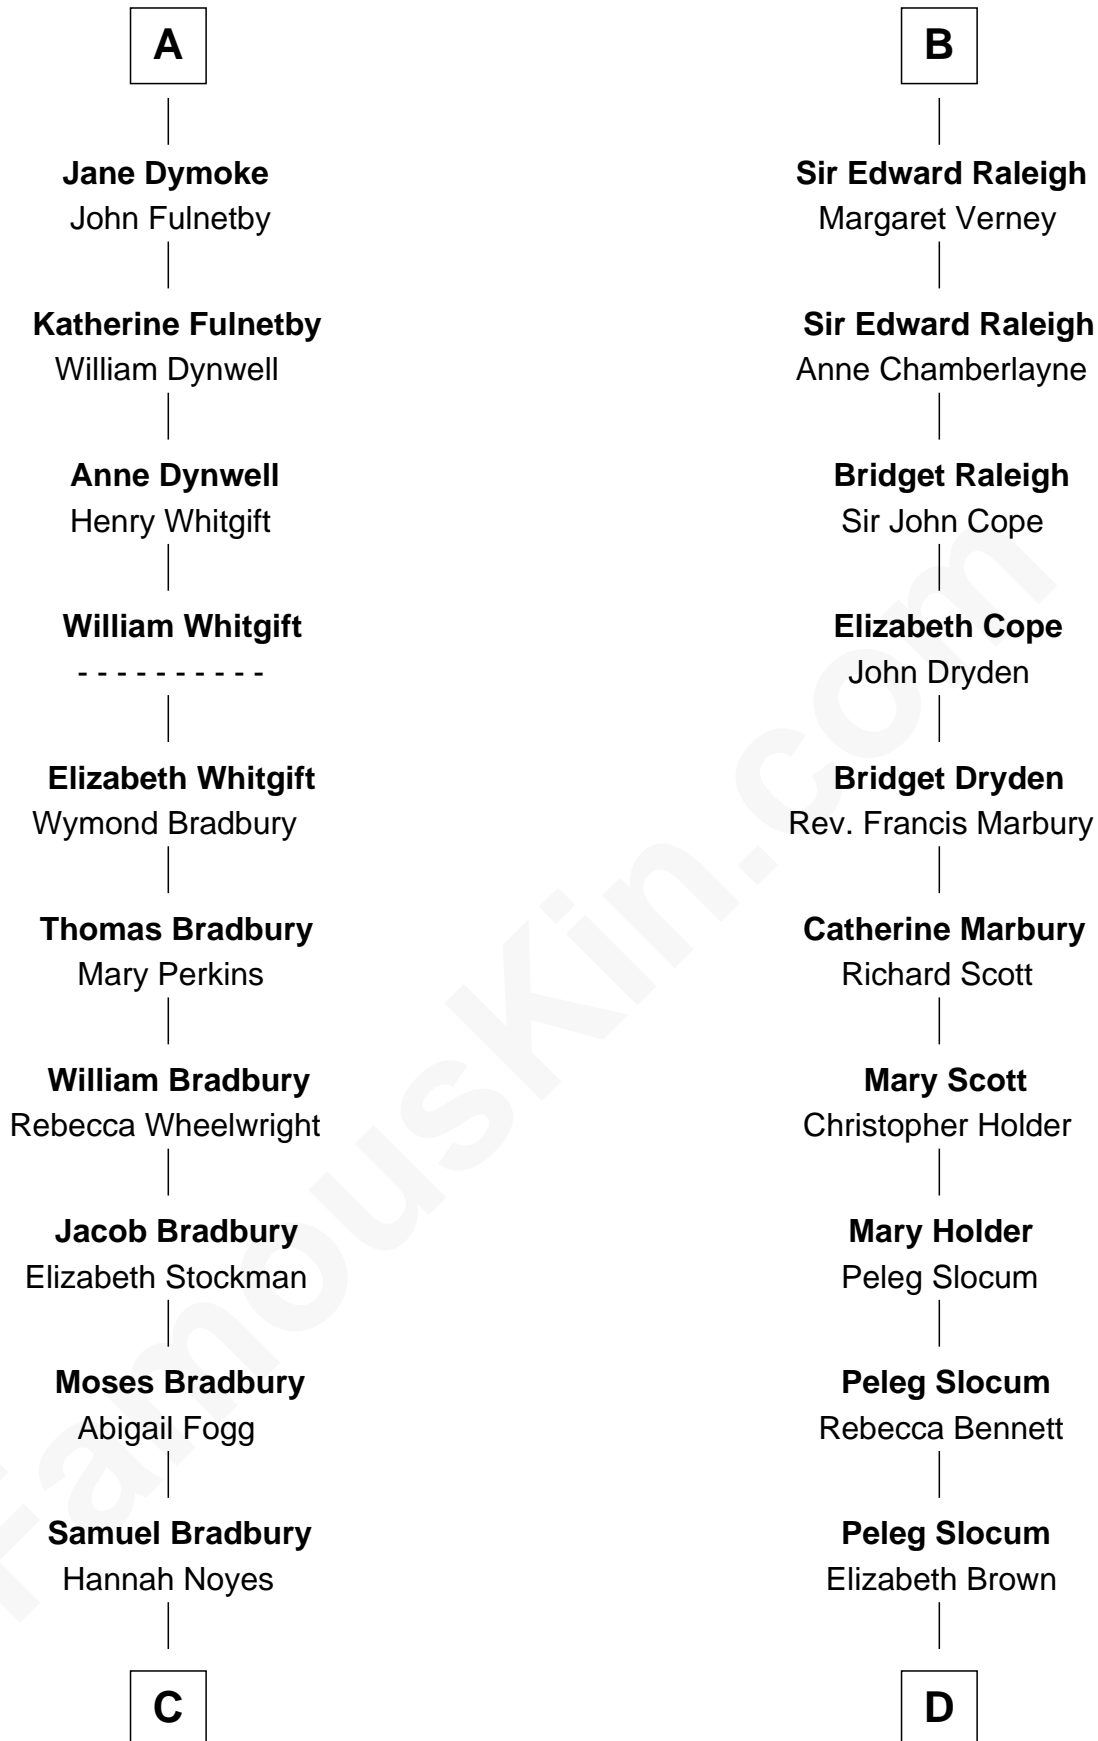 A
Jane Dymoke
John Fulnetby
Katherine Fulnetby
William Dynwell
Anne Dynwell
Henry Whitgift
William Whitgift
- - - - - - - - - -
Elizabeth Whitgift
Wymond Bradbury
Thomas Bradbury
Mary Perkins
William Bradbury
Rebecca Wheelwright
Jacob Bradbury
Elizabeth Stockman
Moses Bradbury
Abigail Fogg
Samuel Bradbury
Hannah Noyes
C
B
Sir Edward Raleigh
Margaret Verney
Sir Edward Raleigh
Anne Chamberlayne
Bridget Raleigh
Sir John Cope
Elizabeth Cope
John Dryden
Bridget Dryden
Rev. Francis Marbury
Catherine Marbury
Richard Scott
Mary Scott
Christopher Holder
Mary Holder
Peleg Slocum
Peleg Slocum
Rebecca Bennett
Peleg Slocum
Elizabeth Brown
D
FamousKin.com